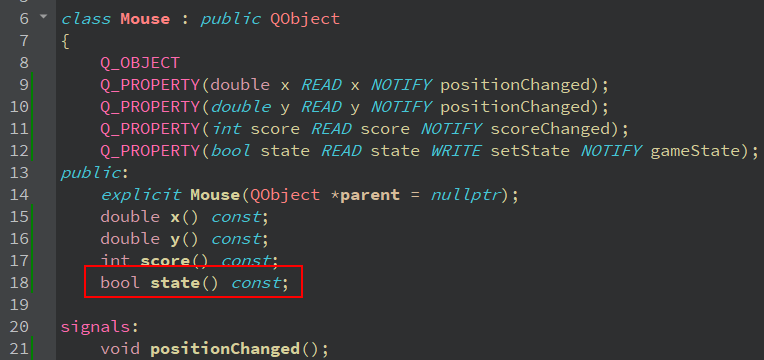 6 class Mouse : public QObject
7 {
8 Q_OBJECT
9 Q_PROPERTY(double x READ x NOTIFY positionChanged);
10 Q_PROPERTY(double y READ y NOTIFY positionChanged);
11 Q_PROPERTY(int score READ score NOTIFY scoreChanged);
12 Q_PROPERTY(bool state READ state WRITE setState NOTIFY gameState);
13 public:
14 explicit Mouse(QObject *parent = nullptr);
15 double x() const;
16 double y() const;
17 int score() const;
18 bool state() const;
19
20 signals:
21 void positionChanged();